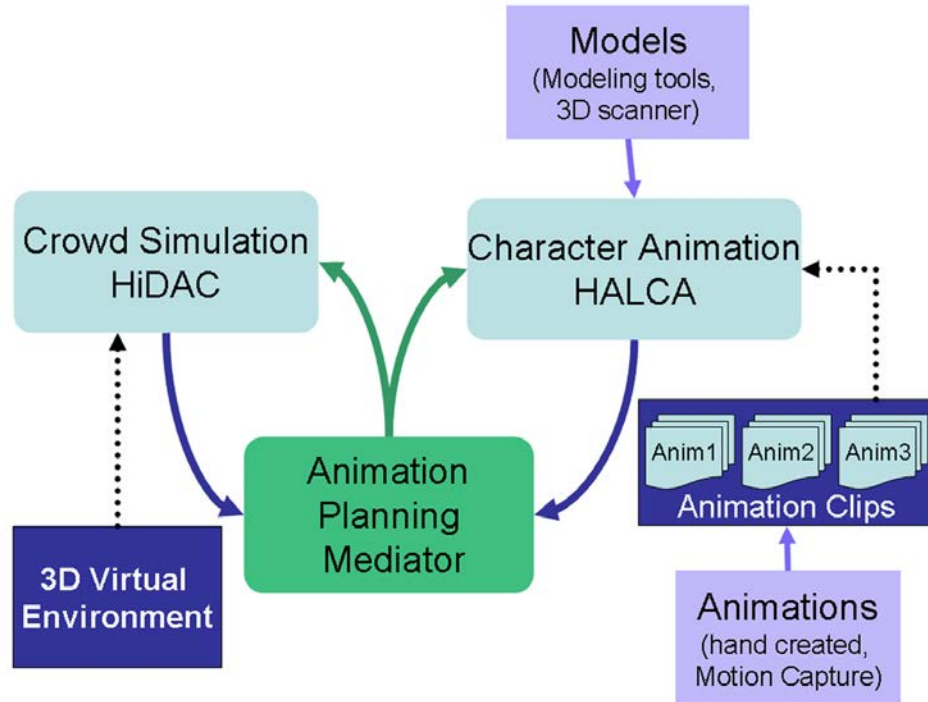 Models
(Modeling tools,
3D scanner)
Crowd Simulation
HiDAC
Character Animation
HALCA
Anim1
Anim2
Anim3
Animation Clips
Animation
Planning
Mediator
3D Virtual
Environment
Animations
(hand created,
Motion Capture)